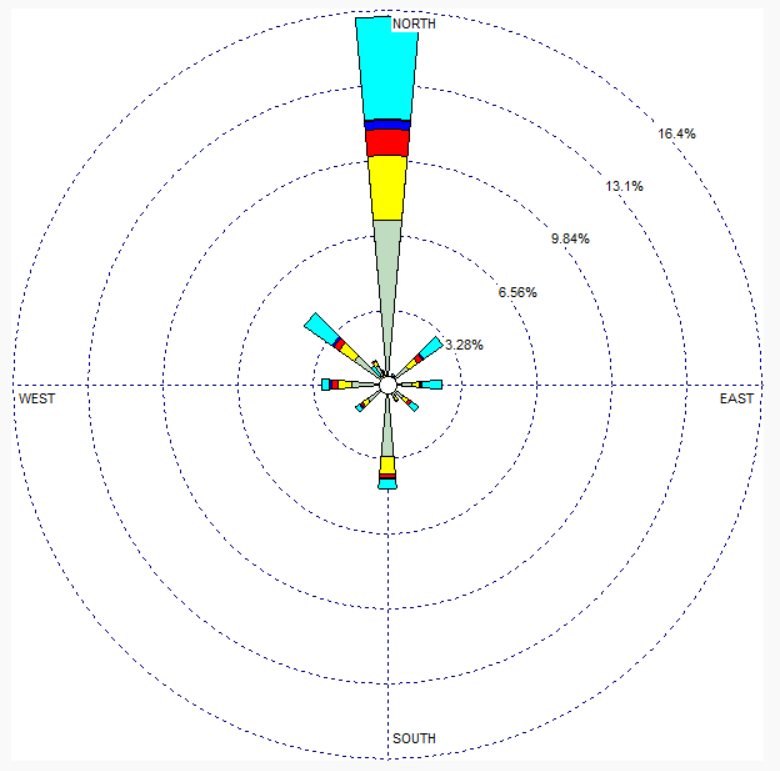 NORTH
16.4%
13.1%
9.84%
6.56%
3.28%
WEST
EAST
SOUTH